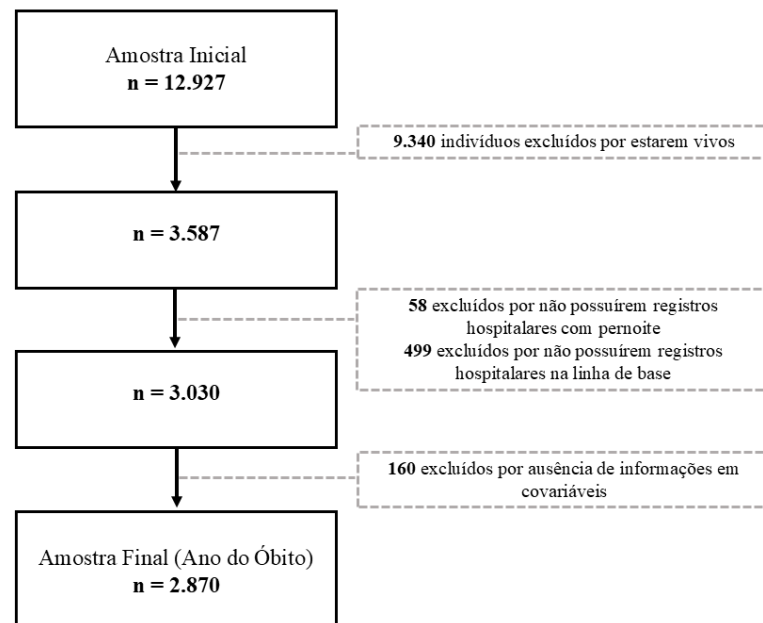 Amostra Inicial
n = 12.927
9.340 indivíduos excluídos por estarem vivos
n = 3.587
58 excluídos por não possuírem registros
hospitalares com pernoite
499 excluídos por não possuírem registros
hospitalares na linha de base
n = 3.030
160 excluídos por ausência de informações em
covariáveis
Amostra Final (Ano do Óbito)
n = 2.870